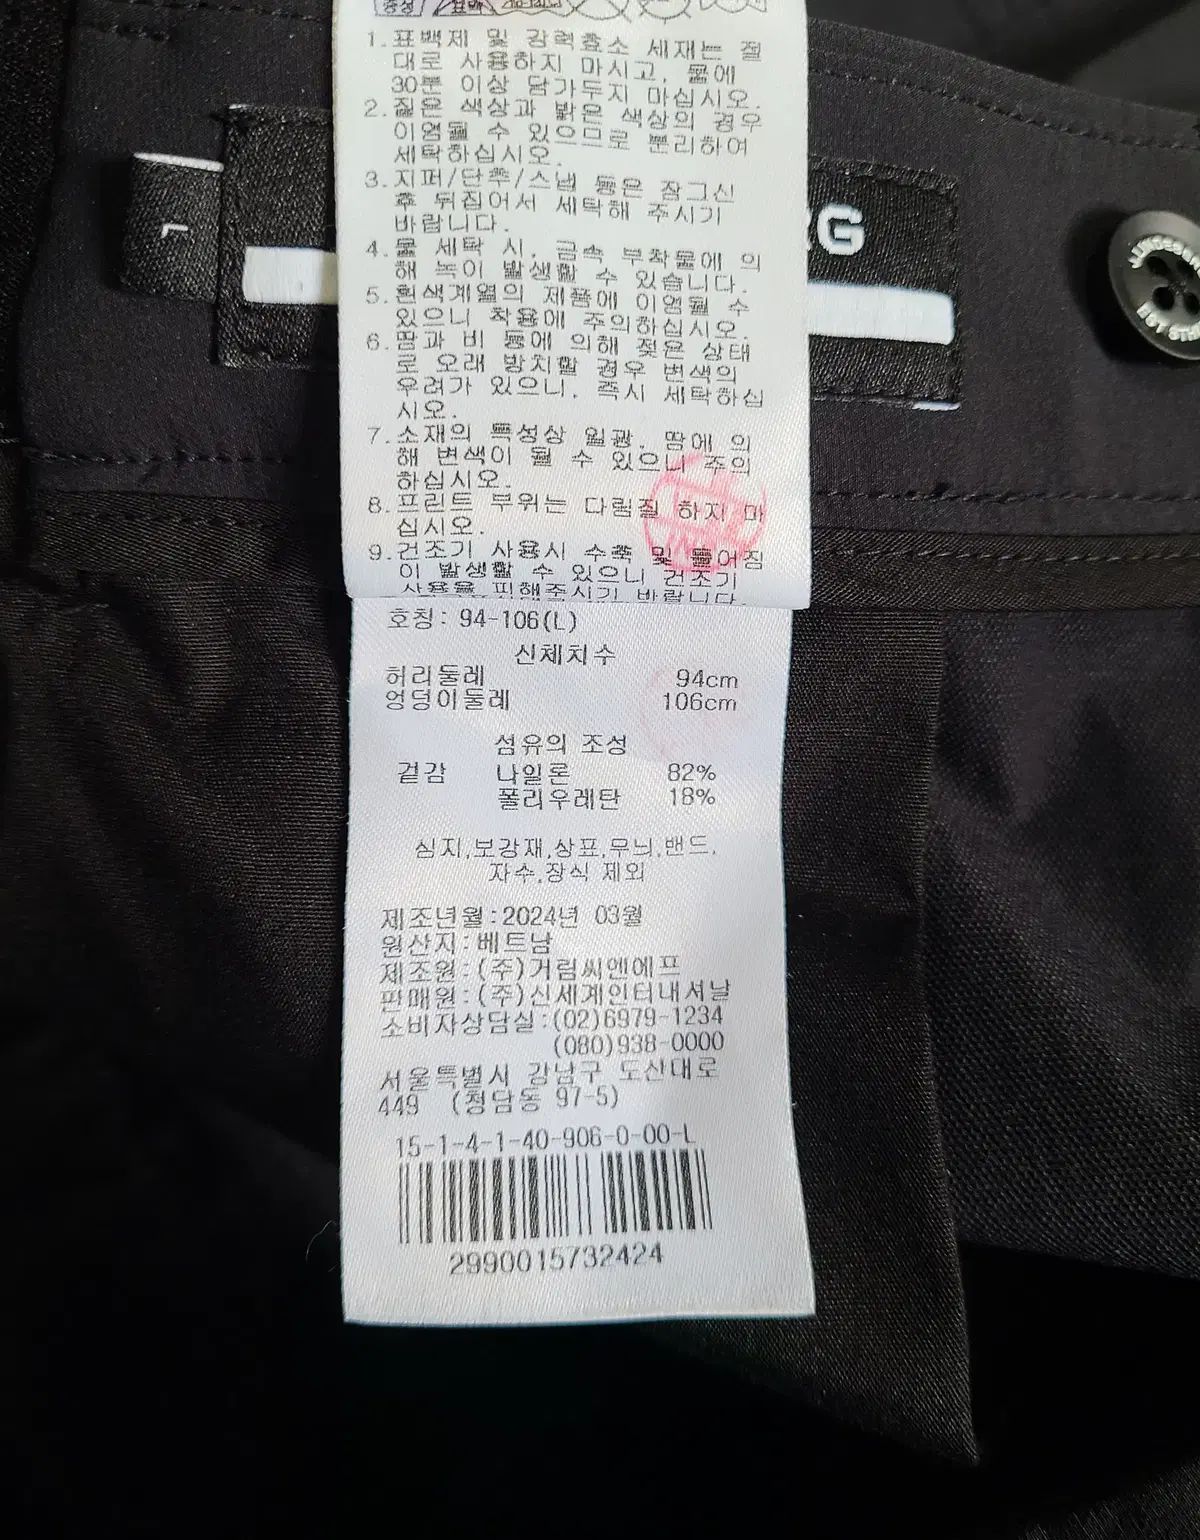 중성
1.표백제 및 강력효소 세재는 절
대로 사용하지 마시고, 물에
30분 이상 담가두지 마십시오.
2.짙은 색상과 밝은 색상의 경우
이염될 수 있으므로 분리하여
세탁하십시오.
3.지퍼/단추/스냅 등은 잠그신
후 뒤집어서 세탁해 주시기
바랍니다.
4.물 세탁 시, 금속 부착물에 의
해 녹이 발생할 수 있습니다.
5.흰색계열의 제품에 이염될 수
있으니 착용에 주의하십시오.
6.땀과 비 등에 의해 젖은 상태
로 오래 방치할 경우 변색의
우려가 있으니, 즉시 세탁하십
시오.
7.소재의 특성상 일광, 땀에 의
해 변색이 될 수 있으니 주의
하십시오.
8.프린트 부위는 다림질 하지 마
십시오.
9.건조기 사용시 수축 및 틀어짐
이 발생할 수 있으니 건조기
사용을 피해주시기 바랍니다.
RG
L
호칭: 94-106(L)
신체치수
허리둘레 94cm
엉덩이둘레 106cm
섬유의 조성
겉감 나일론 82%
폴리우레탄 18%
심지,보강재,상표,무늬,밴드,
자수,장식 제외
제조년월:2024년 03월
원산지:베트남
제조원:(주)거림씨엔에프
판매원:(주)신세계인터내셔날
소비자상담실:(02)6979-1234
(080)938-0000
서울특별시 강남구 도산대로
449 (청담동 97-5)
15-1-4-1-40-906-0-00-L
2990015732424